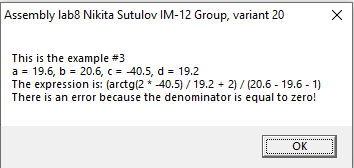 Assembly lab8 Nikita Sutulov IM-12 Group, variant 20
This is the example #3
a = 19.6, b = 20.6, c = -40.5, d = 19.2
The expression is: (arctg(2 * -40.5) / 19.2 + 2) / (20.6 - 19.6 - 1)
There is an error because the denominator is equal to zero!
OK